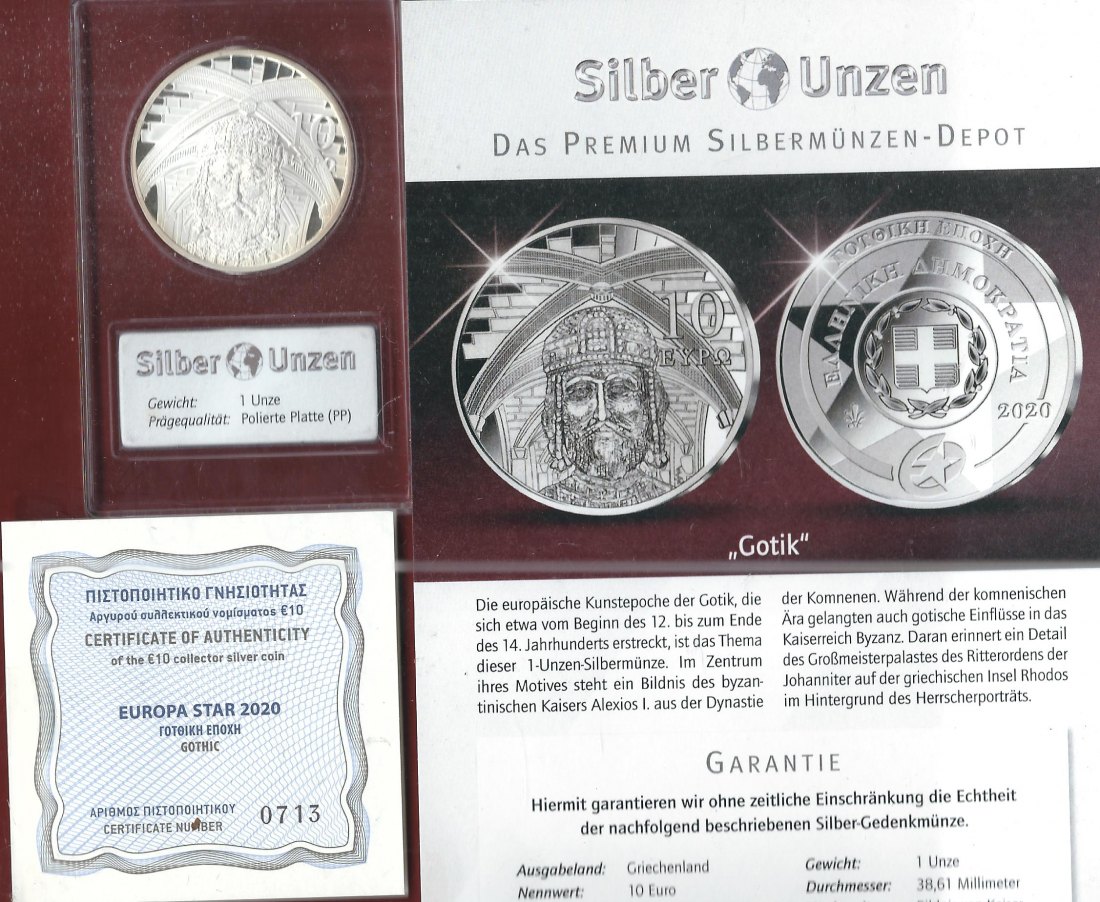 10
Silber Unzen
Gewicht: 1 Unze
Prägequalität: Polierte Platte (PP)
ΠΙΣΤΟΠΟΙΗΤΙΚΟ ΓΝΗΣΙΟΤΗΤΑΣ
Αργυρού συλλεκτικού νομίσματος €10
CERTIFICATE OF AUTHENTICITY
of the €10 collector silver coin
EUROPA STAR 2020
ΓΟΤΘΙΚΗ ΕΠΟΧΗ
GOTHIC
ΑΡΙΘΜΟΣ ΠΙΣΤΟΠΟΙΗΤΙΚΟΥ
CERTIFICATE NUMBER
0713
Silber Unzen
DAS PREMIUM SILBERMÜNZEN-DEPOT
10
ΕΥΡΩ
ΓΟΤΘΙΚΗ ΕΠΟΧΗ
ΕΛΛΗΝΙΚΗ ΔΗΜΟΚΡΑΤΙΑ
2020
„Gotik“
Die europäische Kunstepoche der Gotik, die
sich etwa vom Beginn des 12. bis zum Ende
des 14. Jahrhunderts erstreckt, ist das Thema
dieser 1-Unzen-Silbermünze. Im Zentrum
ihres Motives steht ein Bildnis des byzan-
tinischen Kaisers Alexios I. aus der Dynastie
der Komnenen. Während der komnenischen
Ära gelangten auch gotische Einflüsse in das
Kaiserreich Byzanz. Daran erinnert ein Detail
des Großmeisterpalastes des Ritterordens der
Johanniter auf der griechischen Insel Rhodos
im Hintergrund des Herrscherporträts.
GARANTIE
Hiermit garantieren wir ohne zeitliche Einschränkung die Echtheit
der nachfolgend beschriebenen Silber-Gedenkmünze.
Ausgabeland: Griechenland
Nennwert: 10 Euro
Gewicht: 1 Unze
Durchmesser: 38,61 Millimeter